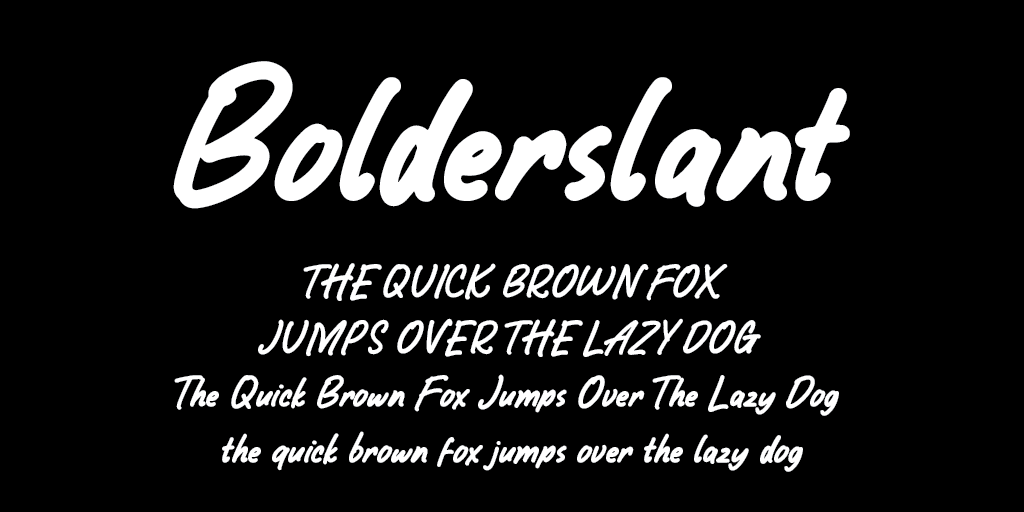 Bolderslant
THE QUICK BROWN FOX
JUMPS OVER THE LAZY DOG
The Quick Brown Fox Jumps Over The Lazy Dog
the quick brown fox jumps over the lazy dog